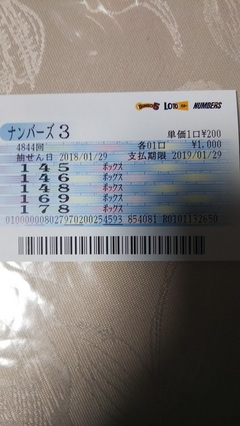 LOTO NUMBERS
ナンバーズ3 単価1口¥200
4844回 各01口 ¥1,000
抽せん日 2018/01/29 支払期限 2019/01/29
145 ボックス
146 ボックス
148 ボックス
169 ボックス
178 ボックス
010000008027970200254593 854081 B0101132650